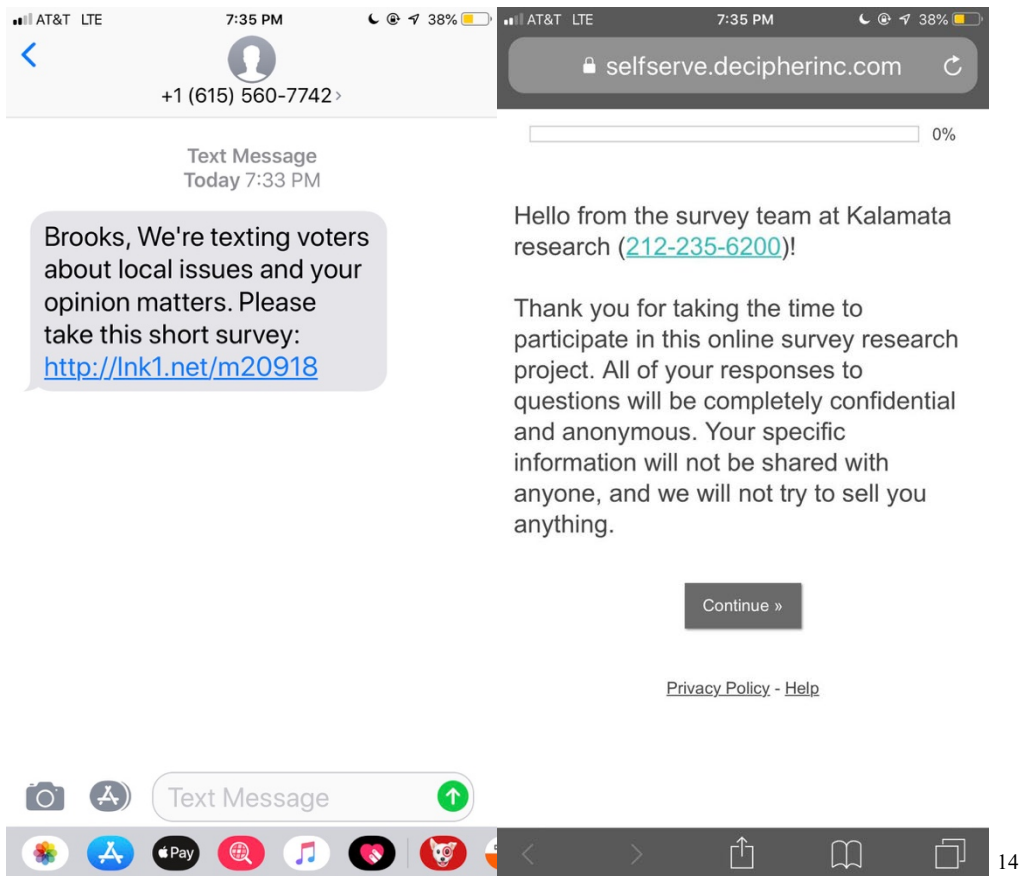 AT&T LTE 7:35 PM 38%
+1 (615) 560-7742
Text Message
Today 7:33 PM
Brooks, We're texting voters
about local issues and your
opinion matters. Please
take this short survey:
http://lnk1.net/m20918
Text Message
Pay
AT&T LTE 7:35 PM 38%
selfserve.decipherinc.com
0%
Hello from the survey team at Kalamata
research (212-235-6200)!
Thank you for taking the time to
participate in this online survey research
project. All of your responses to
questions will be completely confidential
and anonymous. Your specific
information will not be shared with
anyone, and we will not try to sell you
anything.
Continue »
Privacy Policy - Help
14